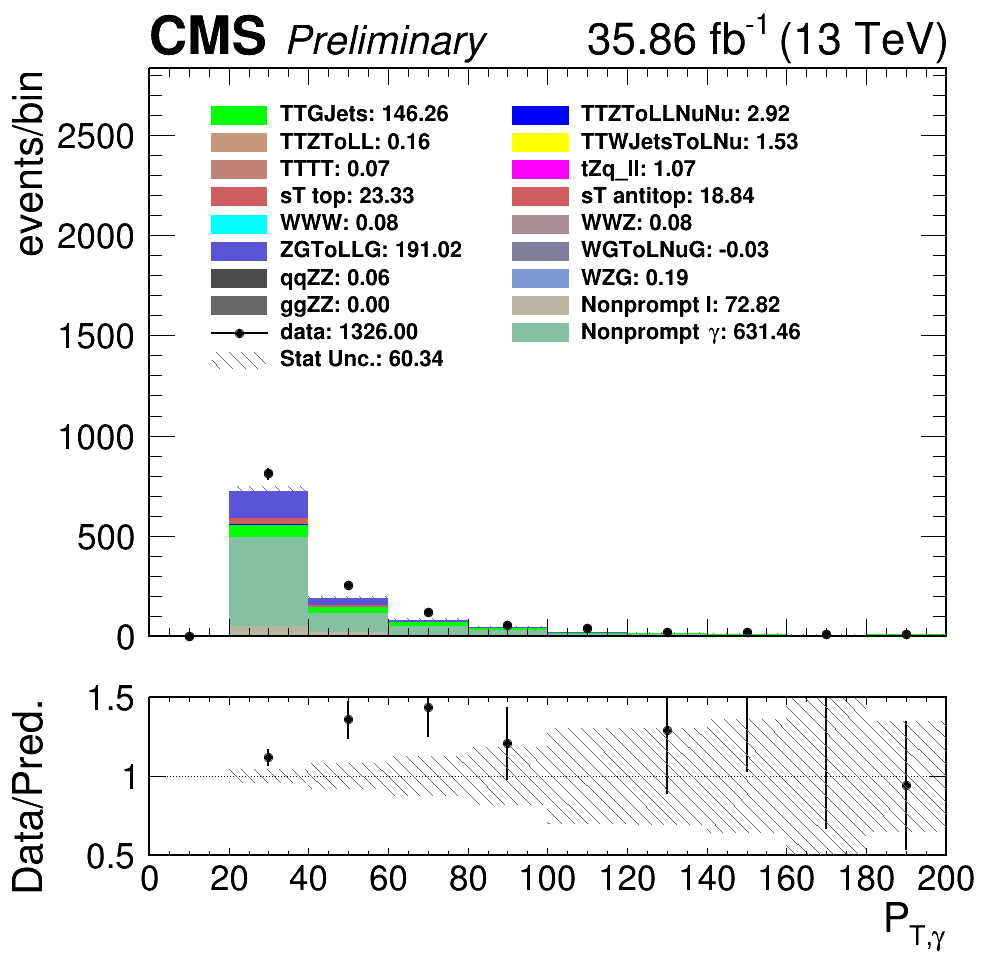 CMS Preliminary 35.86 fb-1 (13 TeV)
events/bin
2500
2000
1500
1000
500
0
TTGJets: 146.26
TTZToLL: 0.16
TTTT: 0.07
sT top: 23.33
WWW: 0.08
ZGToLLG: 191.02
qqZZ: 0.06
ggZZ: 0.00
data: 1326.00
Stat Unc.: 60.34
TTZToLLNuNu: 2.92
TTWJetsToLNu: 1.53
tZq_ll: 1.07
sT antitop: 18.84
WWZ: 0.08
WGToLNuG: -0.03
WZG: 0.19
Nonprompt l: 72.82
Nonprompt γ: 631.46
Data/Pred.
1.5
1
0.5
0 20 40 60 80 100 120 140 160 180 200
PT,γ